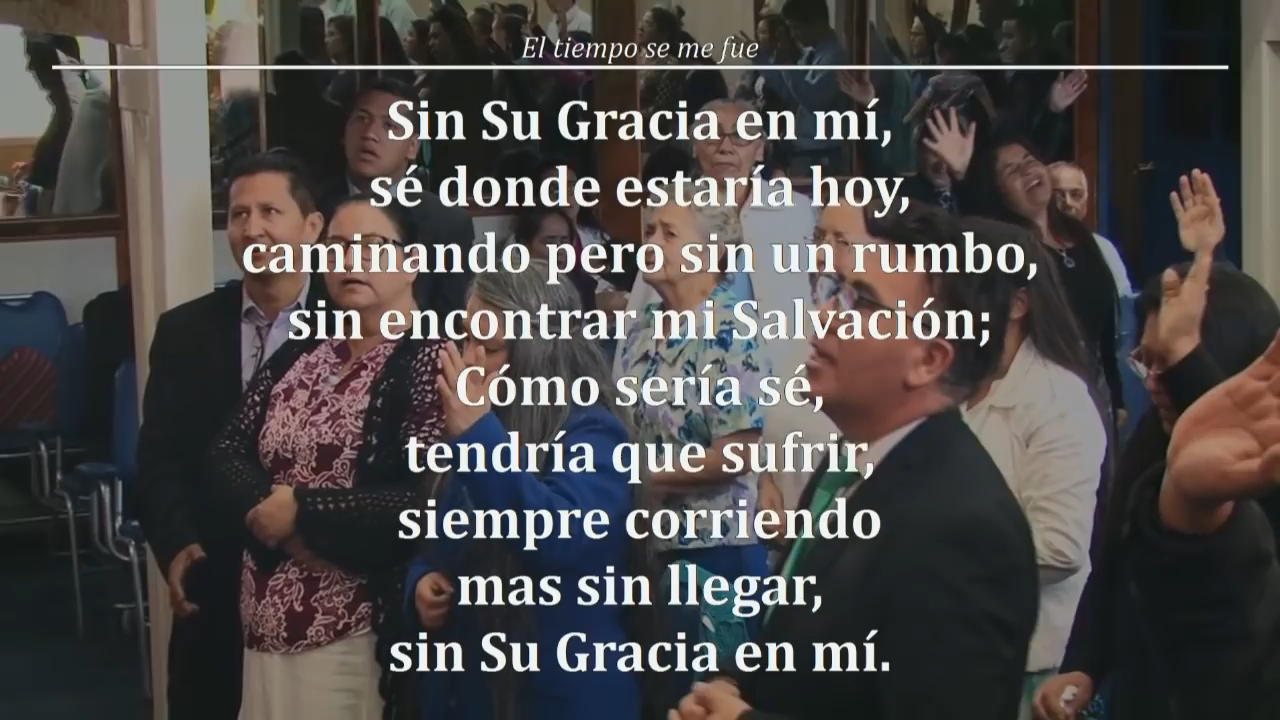 El tiempo se me fue
Sin Su Gracia en mí,
sé donde estaría hoy,
caminando pero sin un rumbo,
sin encontrar mi Salvación;
Cómo sería sé,
tendría que sufrir,
siempre corriendo
mas sin llegar,
sin Su Gracia en mí.